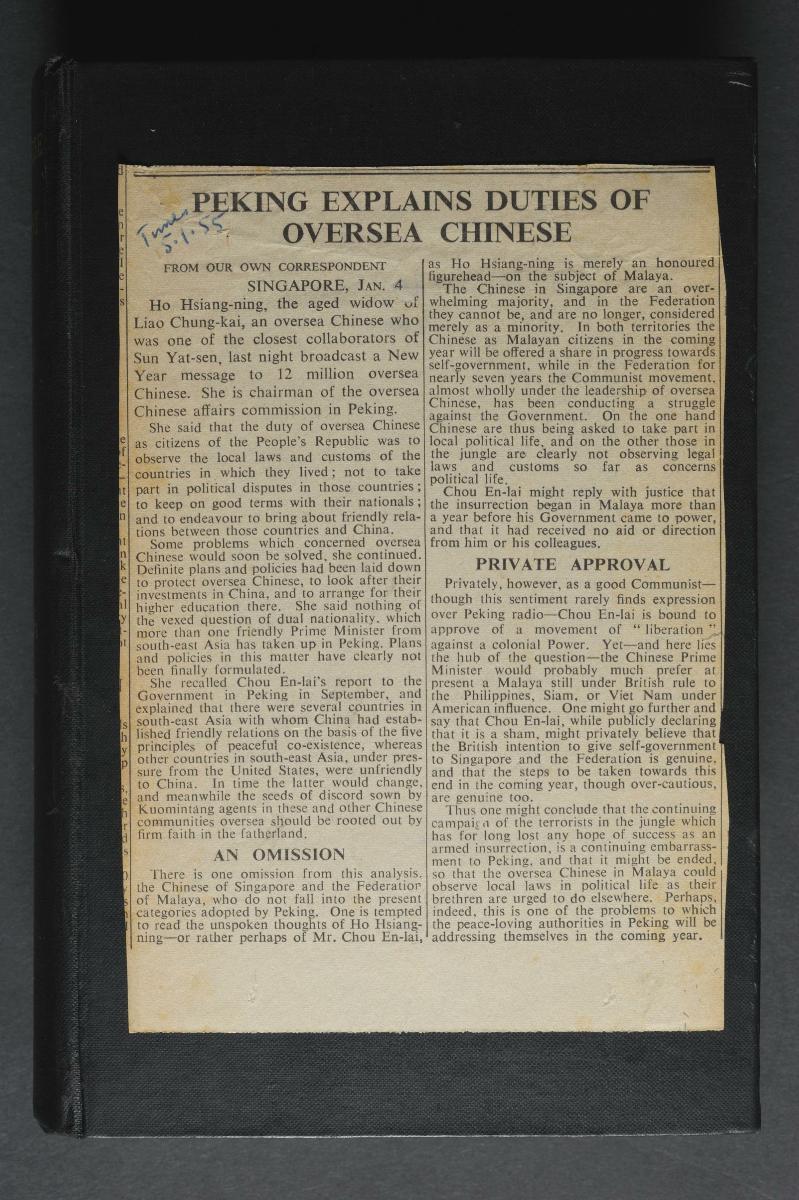 PEKING EXPLAINS DUTIES OF
OVERSEA CHINESE
Times
5.1.55
FROM OUR OWN CORRESPONDENT
SINGAPORE, JAN. 4
Ho Hsiang-ning, the aged widow of
Liao Chung-kai, an oversea Chinese who
was one of the closest collaborators of
Sun Yat-sen, last night broadcast a New
Year message to 12 million oversea
Chinese. She is chairman of the oversea
Chinese affairs commission in Peking.
She said that the duty of oversea Chinese
as citizens of the People's Republic was to
observe the local laws and customs of the
countries in which they lived; not to take
part in political disputes in those countries;
to keep on good terms with their nationals;
and to endeavour to bring about friendly rela-
tions between those countries and China.
Some problems which concerned oversea
Chinese would soon be solved, she continued.
Definite plans and policies had been laid down
to protect oversea Chinese, to look after their
investments in China, and to arrange for their
higher education there. She said nothing of
the vexed question of dual nationality, which
more than one friendly Prime Minister from
south-east Asia has taken up in Peking. Plans
and policies in this matter have clearly not
been finally formulated.
She recalled Chou En-lai's report to the
Government in Peking in September, and
explained that there were several countries in
south-east Asia with whom China had estab-
lished friendly relations on the basis of the five
principles of peaceful co-existence, whereas
other countries in south-east Asia, under pres-
sure from the United States, were unfriendly
to China. In time the latter would change,
and meanwhile the seeds of discord sown by
Kuomintang agents in these and other Chinese
communities oversea should be rooted out by
firm faith in the fatherland.
AN OMISSION
There is one omission from this analysis,
the Chinese of Singapore and the Federation
of Malaya, who do not fall into the present
categories adopted by Peking. One is tempted
to read the unspoken thoughts of Ho Hsiang-
ning—or rather perhaps of Mr. Chou En-lai,
as Ho Hsiang-ning is merely an honoured
figurehead—on the subject of Malaya.
The Chinese in Singapore are an over-
whelming majority, and in the Federation
they cannot be, and are no longer, considered
merely as a minority. In both territories the
Chinese as Malayan citizens in the coming
year will be offered a share in progress towards
self-government, while in the Federation for
nearly seven years the Communist movement,
almost wholly under the leadership of oversea
Chinese, has been conducting a struggle
against the Government. On the one hand
Chinese are thus being asked to take part in
local political life, and on the other those in
the jungle are clearly not observing legal
laws and customs so far as concerns
political life.
Chou En-lai might reply with justice that
the insurrection began in Malaya more than
a year before his Government came to power,
and that it had received no aid or direction
from him or his colleagues.
PRIVATE APPROVAL
Privately, however, as a good Communist—
though this sentiment rarely finds expression
over Peking radio—Chou En-lai is bound to
approve of a movement of "liberation"
against a colonial Power. Yet—and here lies
the hub of the question—the Chinese Prime
Minister would probably much prefer at
present a Malaya still under British rule to
the Philippines, Siam, or Viet Nam under
American influence. One might go further and
say that Chou En-lai, while publicly declaring
that it is a sham, might privately believe that
the British intention to give self-government
to Singapore and the Federation is genuine,
and that the steps to be taken towards this
end in the coming year, though over-cautious,
are genuine too.
Thus one might conclude that the continuing
campaign of the terrorists in the jungle which
has for long lost any hope of success as an
armed insurrection, is a continuing embarrass-
ment to Peking, and that it might be ended,
so that the oversea Chinese in Malaya could
observe local laws in political life as their
brethren are urged to do elsewhere. Perhaps,
indeed, this is one of the problems to which
the peace-loving authorities in Peking will be
addressing themselves in the coming year.